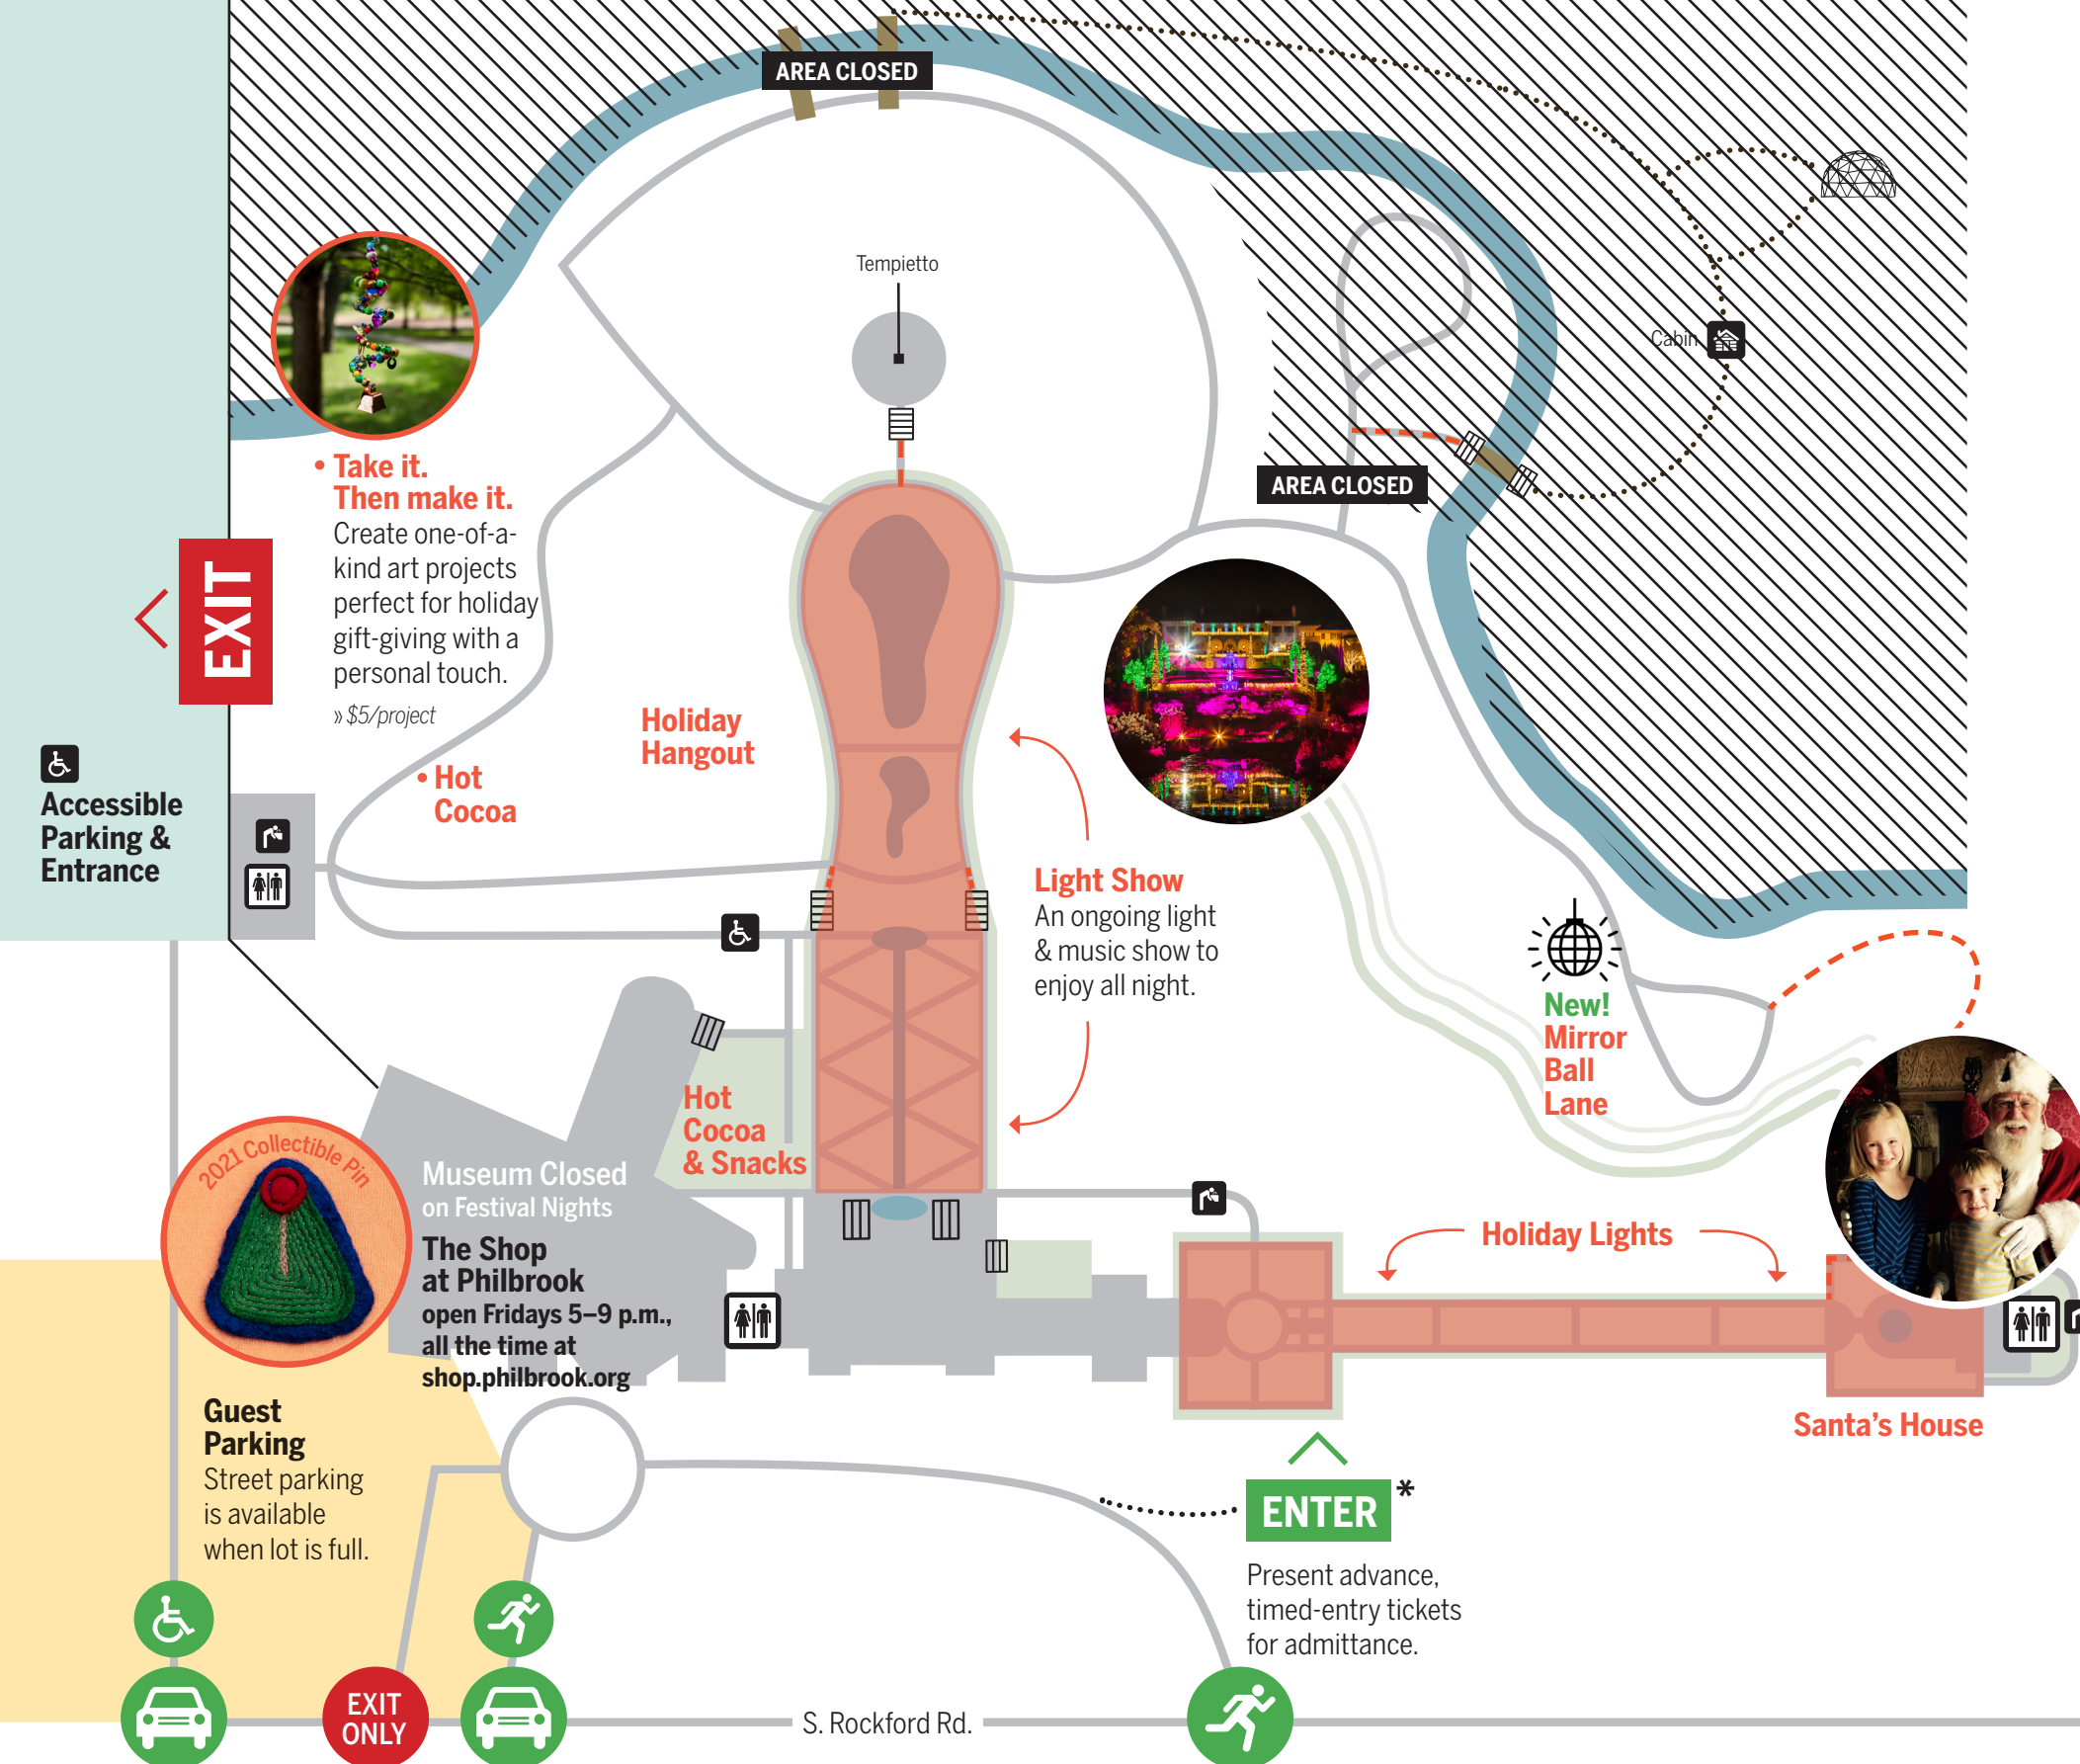 AREA CLOSED
Tempietto
Cabin
AREA CLOSED
• Take it.
Then make it.
Create one-of-a-
kind art projects
perfect for holiday
gift-giving with a
personal touch.
» $5/project
EXIT
Holiday
Hangout
• Hot
Cocoa
Accessible
Parking &
Entrance
Light Show
An ongoing light
& music show to
enjoy all night.
New!
Mirror
Ball
Lane
Hot
Cocoa
& Snacks
2021 Collectible Pin
Museum Closed
on Festival Nights
The Shop
at Philbrook
open Fridays 5–9 p.m.,
all the time at
shop.philbrook.org
Holiday Lights
Santa's House
Guest
Parking
Street parking
is available
when lot is full.
ENTER*
Present advance,
timed-entry tickets
for admittance.
EXIT
ONLY
S. Rockford Rd.